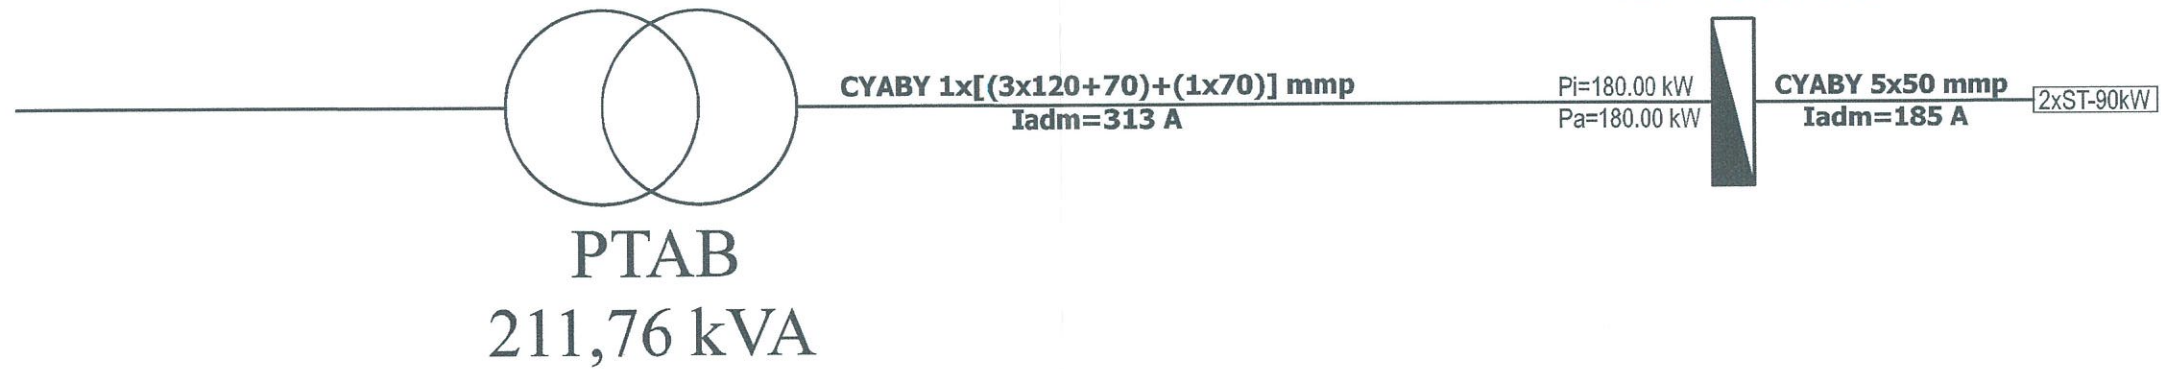 CYABY 1x[(3x120+70)+(1x70)] mmp
Iadm=313 A
Pi=180.00 kW
Pa=180.00 kW
CYABY 5x50 mmp
Iadm=185 A
2xST-90kW
PTAB
211,76 kVA